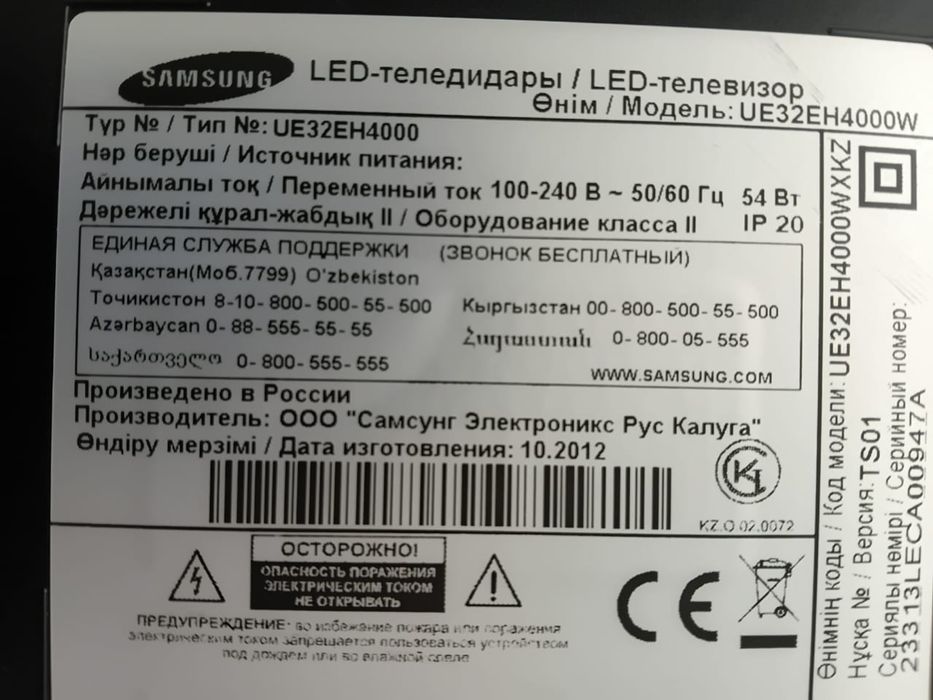 SAMSUNG
LED-теледидары / LED-телевизор
Өнім / Модель: UE32EH4000W
Түр № / Тип №: UE32EH4000
Нәр беруші / Источник питания:
Айнымалы тоқ / Переменный ток 100-240 В ~ 50/60 Гц 54 Вт
Дәрежелі құрал-жабдық II / Оборудование класса II IP 20
ЕДИНАЯ СЛУЖБА ПОДДЕРЖКИ (ЗВОНОК БЕСПЛАТНЫЙ)
Қазақстан(Моб.7799) O'zbekiston
Точикистон 8-10-800-500-55-500 Кыргызстан 00-800-500-55-500
Azərbaycan 0-88-555-55-55 Հայաստան 0-800-05-555
საქართველო 0-800-555-555
WWW.SAMSUNG.COM
Произведено в России
Производитель: ООО "Самсунг Электроникс Рус Калуга"
Өндіру мерзімі / Дата изготовления: 10.2012
KZ.O.02.0072
ОСТОРОЖНО!
ОПАСНОСТЬ ПОРАЖЕНИЯ
ЭЛЕКТРИЧЕСКИМ ТОКОМ
НЕ ОТКРЫВАТЬ
ПРЕДУПРЕЖДЕНИЕ: во избежание пожара или поражения
электрическим током запрещается пользоваться устройством
под дождем или во влажной среде
CE
Өнімнің коды / Код модели: UE32EH4000WXKZ
Нұсқа № / Версия: TS01
Сериялы нөмірі / Серийный номер:
23313LECA00947A